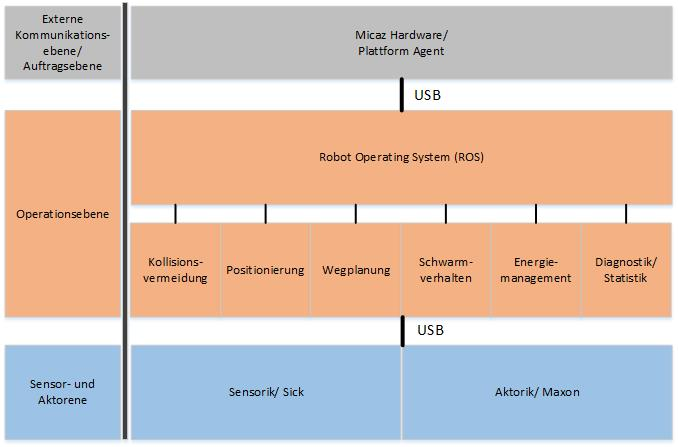 Externe
Kommunikations-
ebene/
Auftragsebene
Micaz Hardware/
Plattform Agent
USB
Operationsebene
Robot Operating System (ROS)
Kollisions-
vermeidung
Positionierung
Wegplanung
Schwarm-
verhalten
Energie-
management
Diagnostik/
Statistik
USB
Sensor- und
Aktorene
Sensorik/ Sick
Aktorik/ Maxon